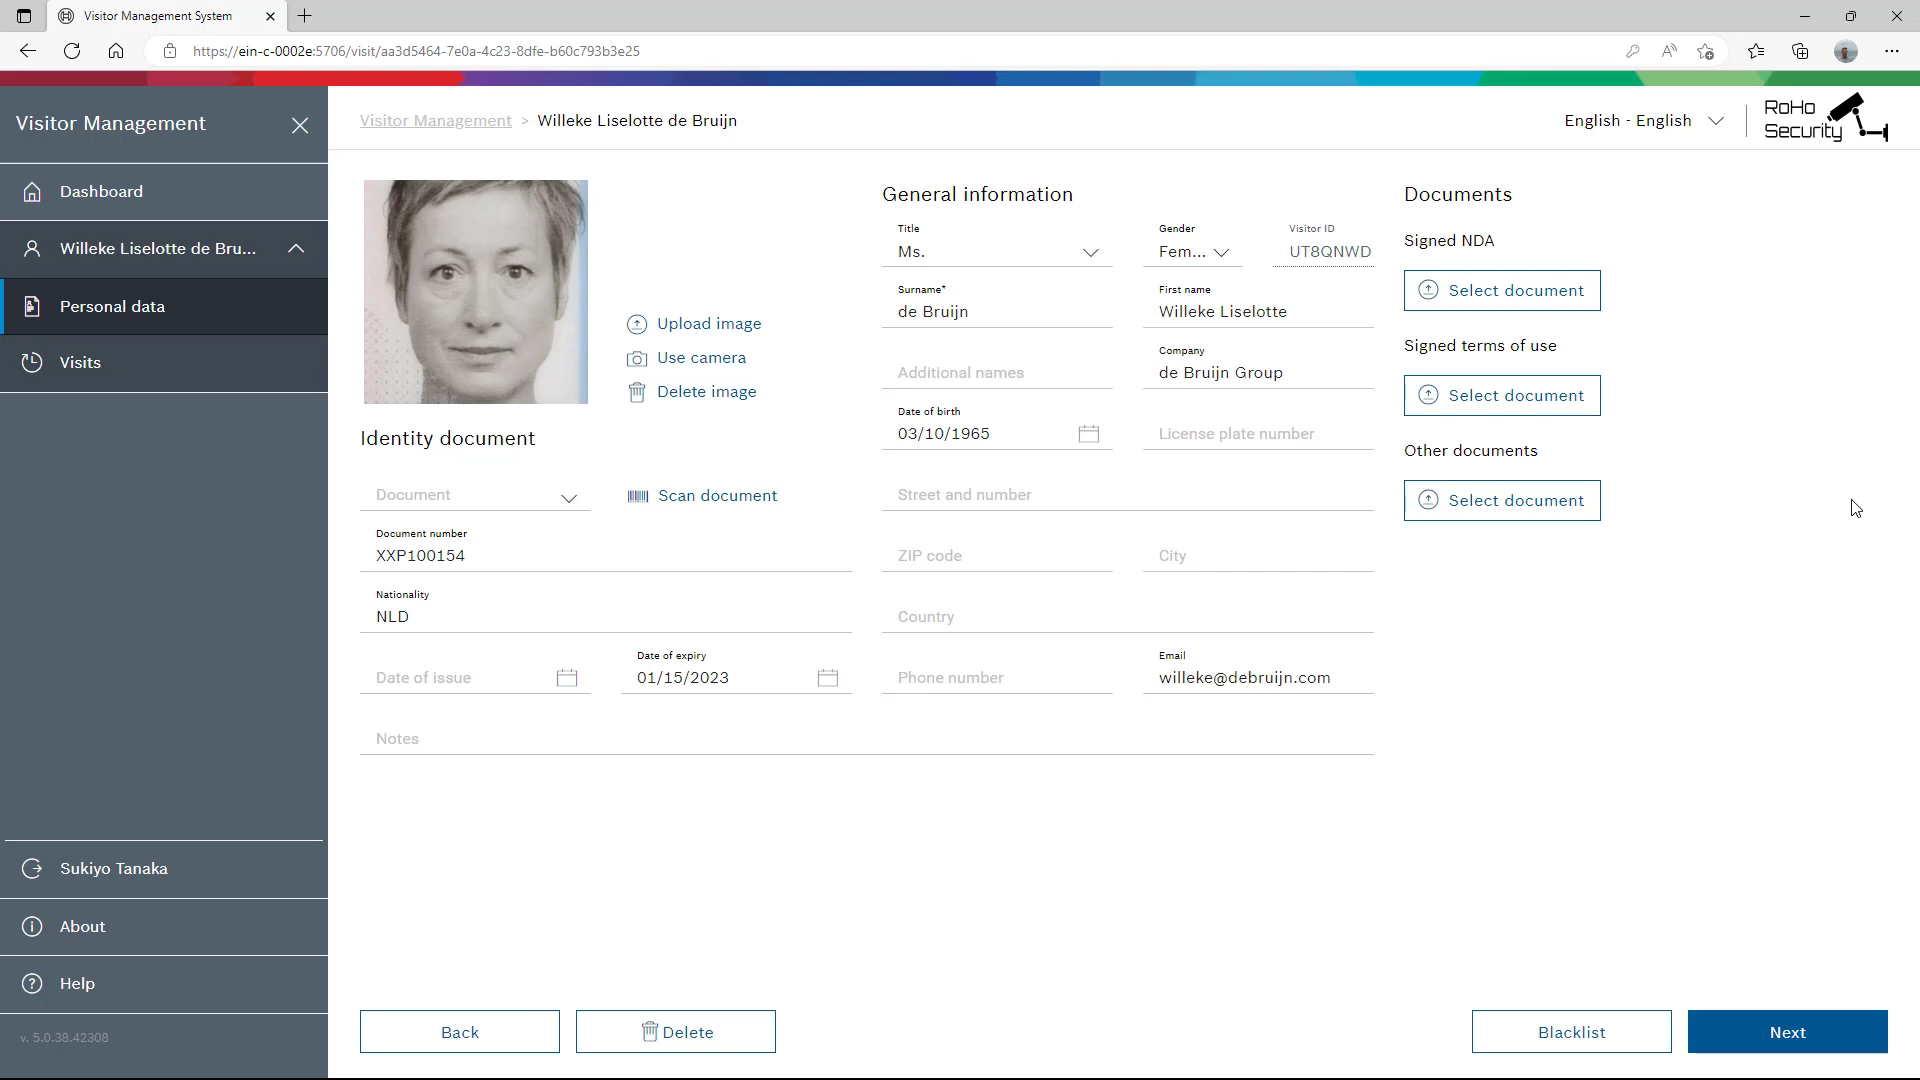 Visitor Management System
https://ein-c-0002e:5706/visit/aa3d5464-7e0a-4c23-8dfe-b60c793b3e25
Visitor Management
Dashboard
Willeke Liselotte de Bru...
Personal data
Visits
Sukiyo Tanaka
About
Help
v. 5.0.38.42308
Visitor Management > Willeke Liselotte de Bruijn
English - English
RoHo
Security
Upload image
Use camera
Delete image
Identity document
Document
Scan document
Document number
XXP100154
Nationality
NLD
Date of issue
Date of expiry
01/15/2023
Notes
General information
Title
Ms.
Gender
Fem...
Visitor ID
UT8QNWD
Surname*
de Bruijn
First name
Willeke Liselotte
Additional names
Company
de Bruijn Group
Date of birth
03/10/1965
License plate number
Street and number
ZIP code
City
Country
Phone number
Email
willeke@debruijn.com
Documents
Signed NDA
Select document
Signed terms of use
Select document
Other documents
Select document
Back
Delete
Blacklist
Next